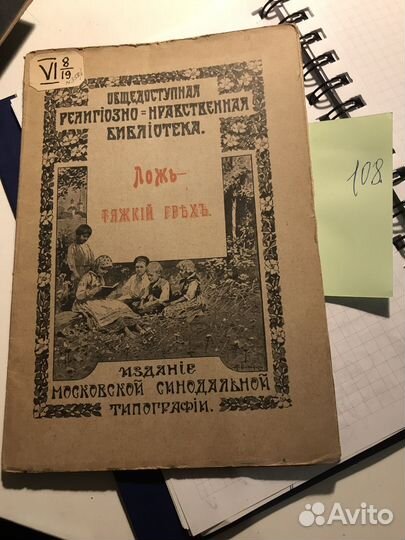 VI 8
19
ОБЩЕДОСТУПНАЯ
РЕЛИГІОЗНО=НРАВСТВЕННАЯ
БИБЛІОТЕКА.
Ложь—
ТЯЖКІЙ ГРѢХЪ.
ИЗДАНІЕ
МОСКОВСКОЙ СИНОДАЛЬНОЙ
ТИПОГРАФІИ.
108
Avito